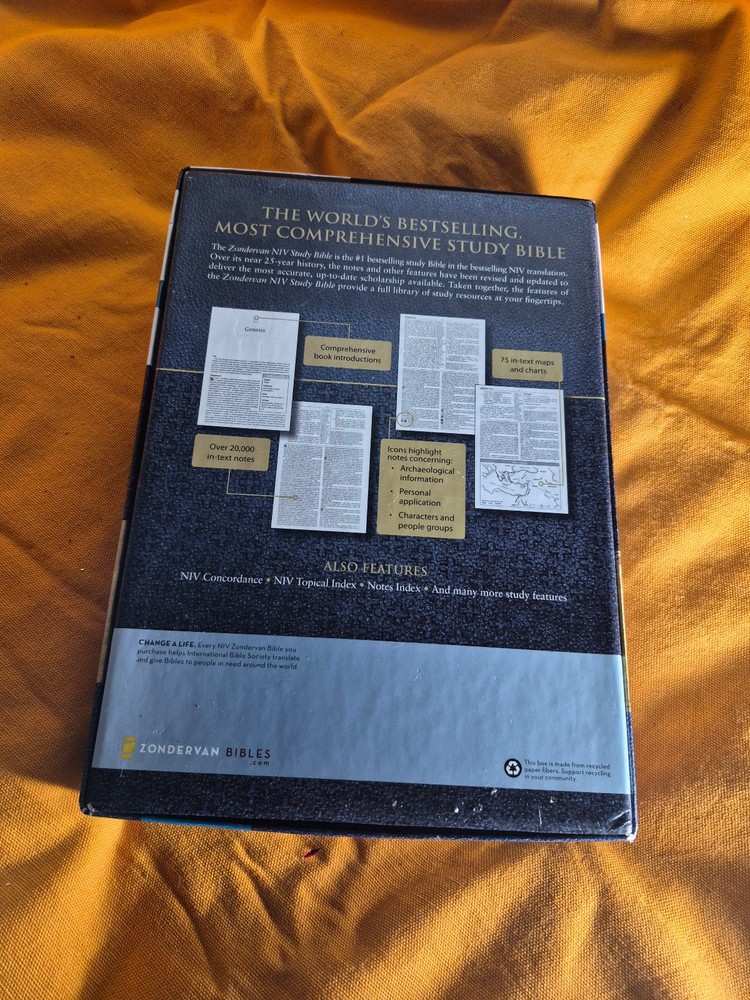 THE WORLD'S BESTSELLING,
MOST COMPREHENSIVE STUDY BIBLE
The Zondervan NIV Study Bible is the #1 bestselling study Bible in the bestselling NIV translation.
Over its near 25-year history, the notes and other features have been revised and updated to
deliver the most accurate, up-to-date scholarship available. Taken together, the features of
the Zondervan NIV Study Bible provide a full library of study resources at your fingertips.
Genesis
Comprehensive
book introductions
75 in-text maps
and charts
Over 20,000
in-text notes
Icons highlight
notes concerning:
• Archaeological
information
• Personal
application
• Characters and
people groups
ALSO FEATURES
NIV Concordance • NIV Topical Index • Notes Index • And many more study features
CHANGE A LIFE. Every NIV Zondervan Bible you
purchase helps International Bible Society translate
and give Bibles to people in need around the world.
ZONDERVAN BIBLES
.com
This box is made from recycled
paper fibers. Support recycling
in your community.